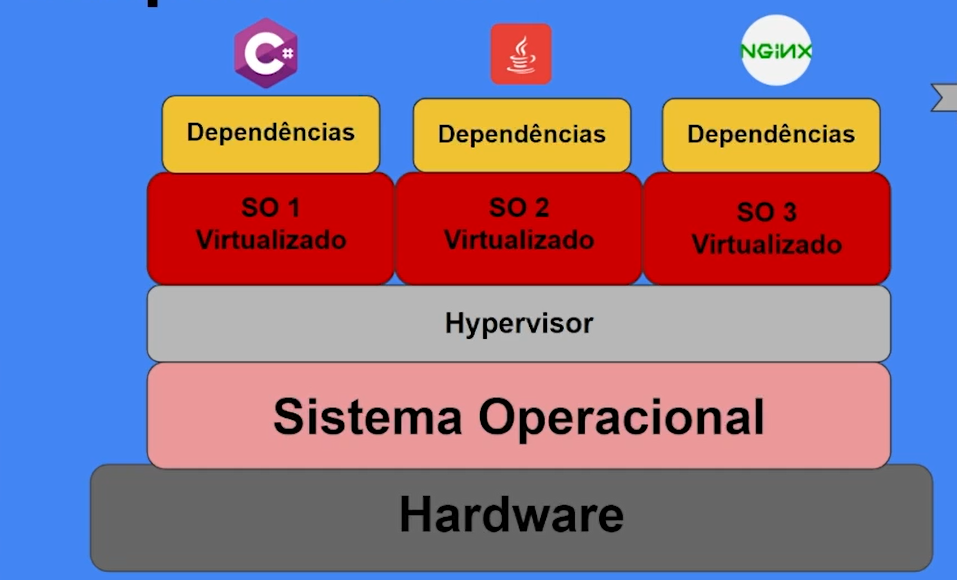 C#
NGiNX
Dependências
Dependências
Dependências
SO 1
Virtualizado
SO 2
Virtualizado
SO 3
Virtualizado
Hypervisor
Sistema Operacional
Hardware